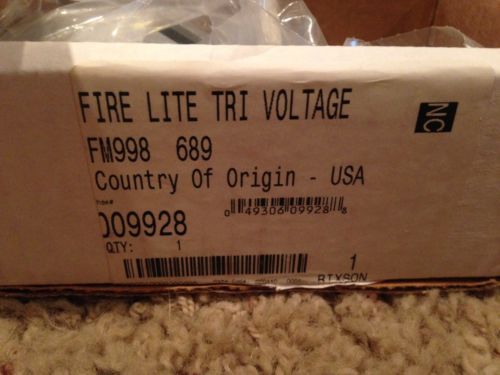 FIRE LITE TRI VOLTAGE
NC
FM998 689
Country Of Origin - USA
009928
0 49306 09928 8
QTY: 1
1
RIXSON